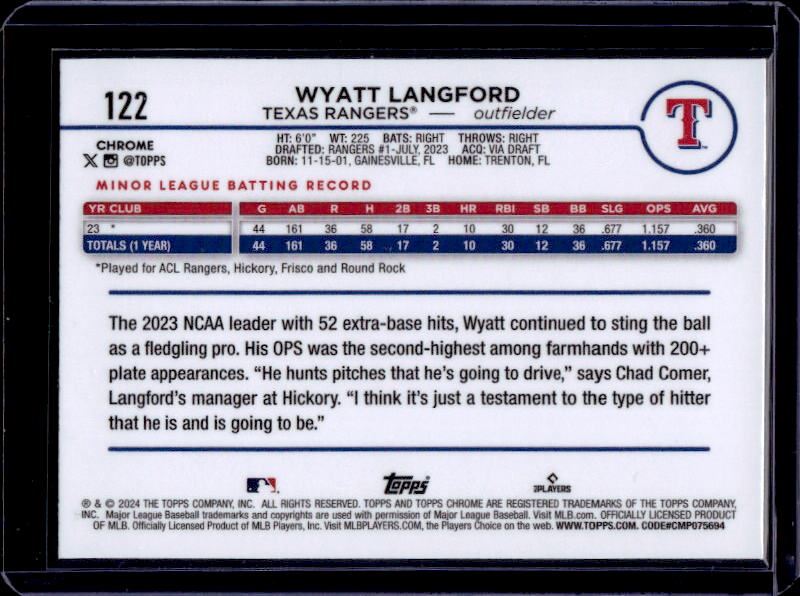 122
WYATT LANGFORD
TEXAS RANGERS® — outfielder
T
CHROME
X @TOPPS
HT: 6'0" WT: 225 BATS: RIGHT THROWS: RIGHT
DRAFTED: RANGERS #1-JULY, 2023 ACQ: VIA DRAFT
BORN: 11-15-01, GAINESVILLE, FL HOME: TRENTON, FL
MINOR LEAGUE BATTING RECORD
YR CLUB G AB R H 2B 3B HR RBI SB BB SLG OPS AVG
23 * 44 161 36 58 17 2 10 30 12 36 .677 1.157 .360
TOTALS (1 YEAR) 44 161 36 58 17 2 10 30 12 36 .677 1.157 .360
*Played for ACL Rangers, Hickory, Frisco and Round Rock
The 2023 NCAA leader with 52 extra-base hits, Wyatt continued to sting the ball
as a fledgling pro. His OPS was the second-highest among farmhands with 200+
plate appearances. “He hunts pitches that he’s going to drive,” says Chad Comer,
Langford’s manager at Hickory. “I think it’s just a testament to the type of hitter
that he is and is going to be.”
Topps
PLAYERS
® & © 2024 THE TOPPS COMPANY, INC. ALL RIGHTS RESERVED. TOPPS AND TOPPS CHROME ARE REGISTERED TRADEMARKS OF THE TOPPS COMPANY,
INC. Major League Baseball trademarks and copyrights are used with permission of Major League Baseball. Visit MLB.com. OFFICIALLY LICENSED PRODUCT
OF MLB. Officially Licensed Product of MLB Players, Inc. Visit MLBPLAYERS.COM, the Players Choice on the web. WWW.TOPPS.COM. CODE#CMP075694